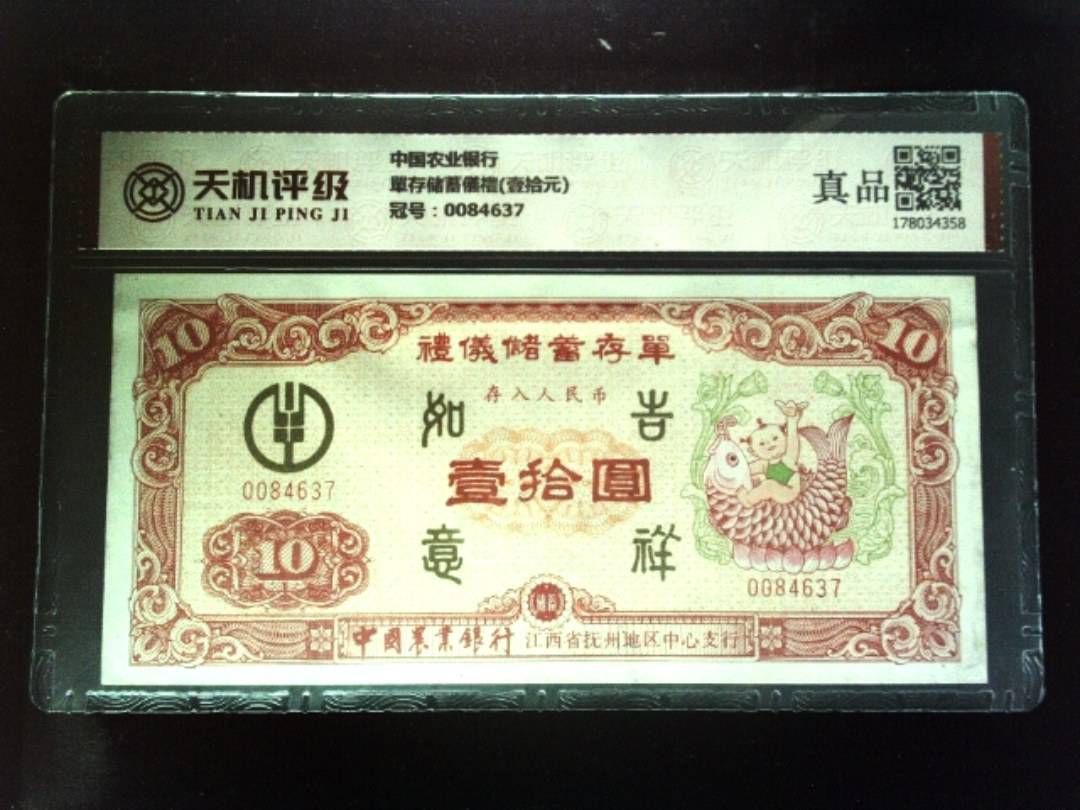 天机评级
TIAN JI PING JI
中国农业银行
單存储蓄儀禮(壹拾元)
冠号：0084637
真品
178034358
10
10
禮儀儲蓄存單
存入人民币
如 吉
壹拾圓
意 祥
0084637
10
0084637
儲蓄
中國農業銀行 江西省抚州地区中心支行